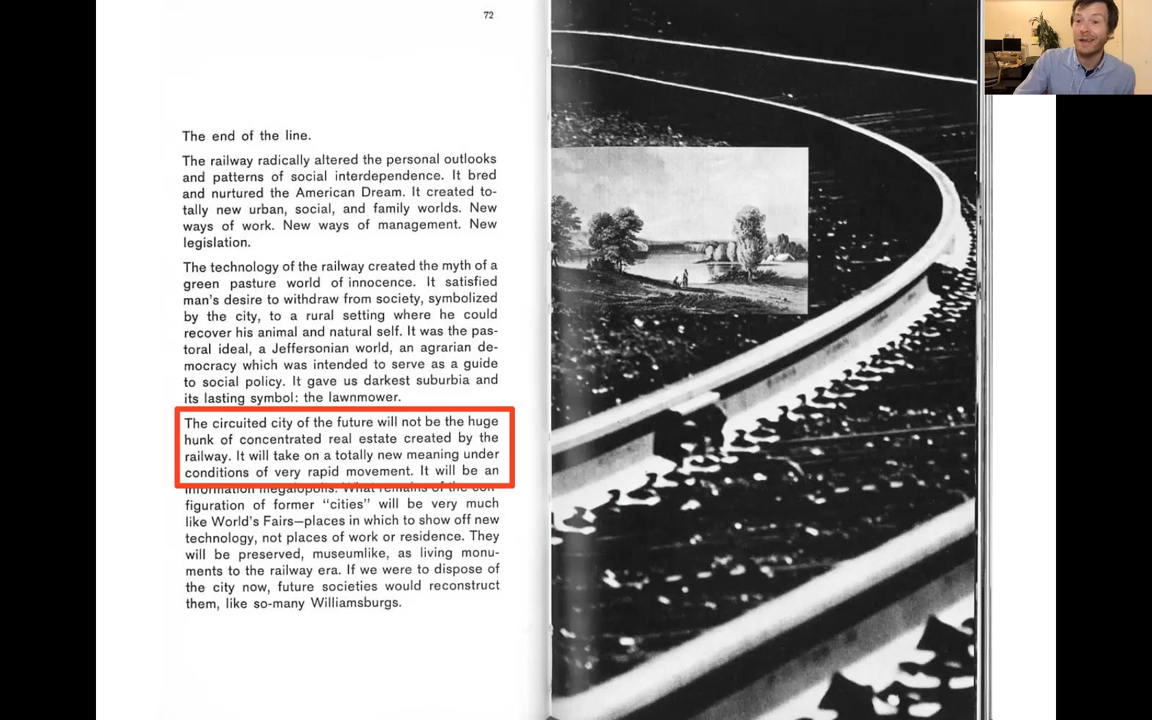 72
The end of the line.
The railway radically altered the personal outlooks
and patterns of social interdependence. It bred
and nurtured the American Dream. It created to-
tally new urban, social, and family worlds. New
ways of work. New ways of management. New
legislation.
The technology of the railway created the myth of a
green pasture world of innocence. It satisfied
man's desire to withdraw from society, symbolized
by the city, to a rural setting where he could
recover his animal and natural self. It was the pas-
toral ideal, a Jeffersonian world, an agrarian de-
mocracy which was intended to serve as a guide
to social policy. It gave us darkest suburbia and
its lasting symbol: the lawnmower.
The circuited city of the future will not be the huge
hunk of concentrated real estate created by the
railway. It will take on a totally new meaning under
conditions of very rapid movement. It will be an
information megalopolis. What remains of the con-
figuration of former “cities” will be very much
like World's Fairs—places in which to show off new
technology, not places of work or residence. They
will be preserved, museumlike, as living monu-
ments to the railway era. If we were to dispose of
the city now, future societies would reconstruct
them, like so-many Williamsburgs.